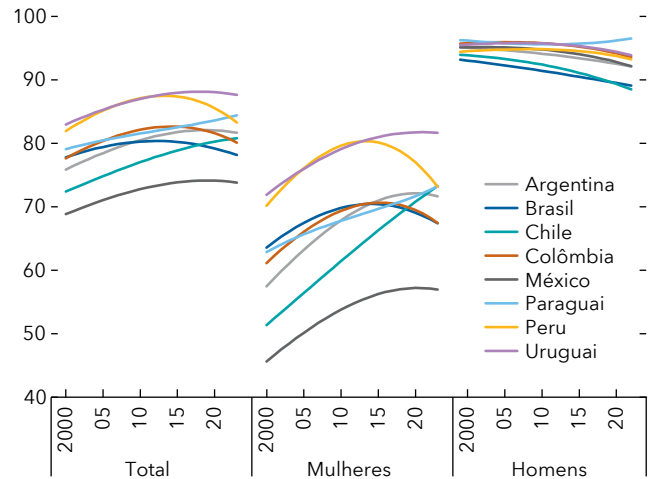 100
90
80
70
60
50
40
Argentina
Brasil
Chile
Colômbia
México
Paraguai
Peru
Uruguai
2000 05 10 15 20 2000 05 10 15 20 2000 05 10 15 20
Total Mulheres Homens